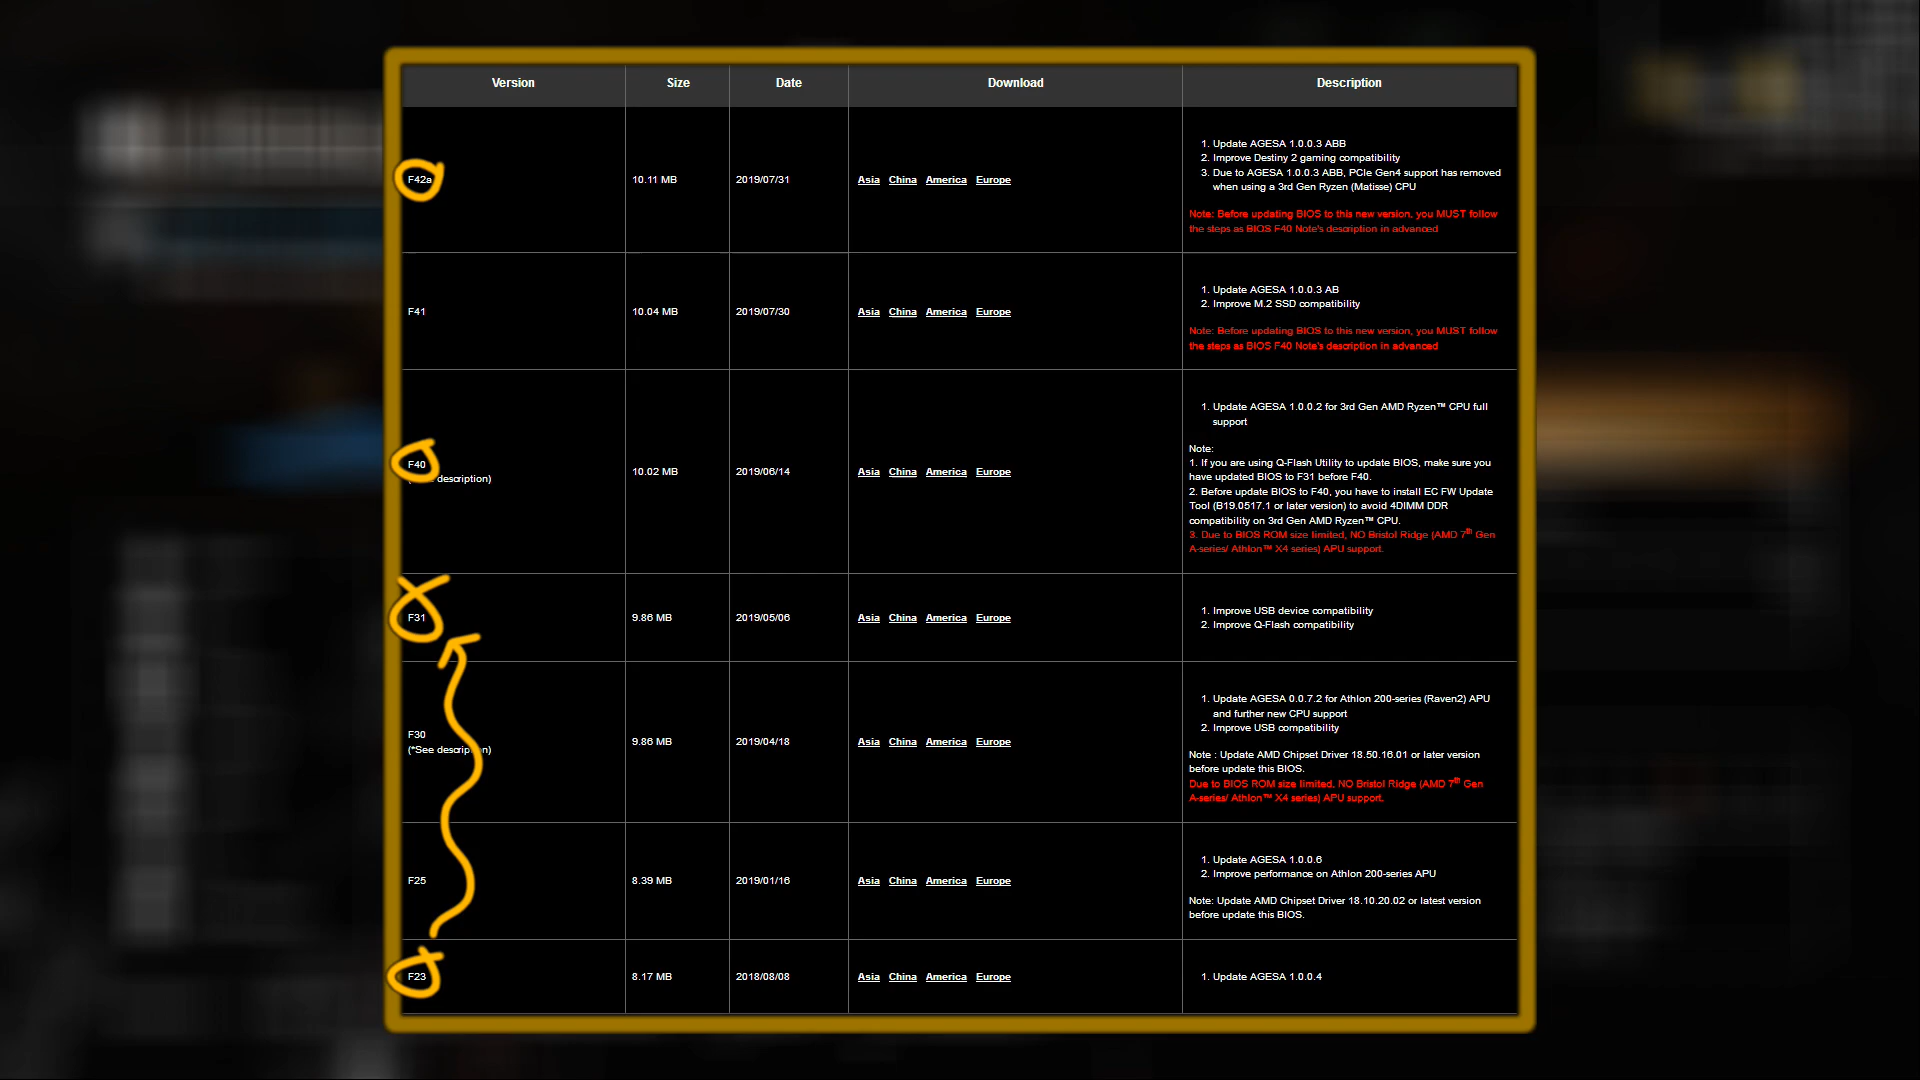 Version Size Date Download Description
1. Update AGESA 1.0.0.3 ABB
2. Improve Destiny 2 gaming compatibility
3. Due to AGESA 1.0.0.3 ABB, PCIe Gen4 support has removed
when using a 3rd Gen Ryzen (Matisse) CPU
F42a 10.11 MB 2019/07/31 Asia China America Europe
Note: Before updating BIOS to this new version, you MUST follow
the steps as BIOS F40 Note's description in advanced
1. Update AGESA 1.0.0.3 AB
2. Improve M.2 SSD compatibility
F41 10.04 MB 2019/07/30 Asia China America Europe
Note: Before updating BIOS to this new version, you MUST follow
the steps as BIOS F40 Note's description in advanced
1. Update AGESA 1.0.0.2 for 3rd Gen AMD Ryzen™ CPU full
support
Note:
1. If you are using Q-Flash Utility to update BIOS, make sure you
have updated BIOS to F31 before F40.
F40
description)
10.02 MB 2019/06/14 Asia China America Europe
2. Before update BIOS to F40, you have to install EC FW Update
Tool (B19.0517.1 or later version) to avoid 4DIMM DDR
compatibility on 3rd Gen AMD Ryzen™ CPU.
3. Due to BIOS ROM size limited, NO Bristol Ridge (AMD 7th Gen
A-series/ Athlon™ X4 series) APU support.
F31 9.86 MB 2019/05/06 Asia China America Europe
1. Improve USB device compatibility
2. Improve Q-Flash compatibility
1. Update AGESA 0.0.7.2 for Athlon 200-series (Raven2) APU
and further new CPU support
2. Improve USB compatibility
F30
(*See description)
9.86 MB 2019/04/18 Asia China America Europe
Note : Update AMD Chipset Driver 18.50.16.01 or later version
before update this BIOS.
Due to BIOS ROM size limited, NO Bristol Ridge (AMD 7th Gen
A-series/ Athlon™ X4 series) APU support.
1. Update AGESA 1.0.0.6
2. Improve performance on Athlon 200-series APU
F25 8.39 MB 2019/01/16 Asia China America Europe
Note: Update AMD Chipset Driver 18.10.20.02 or latest version
before update this BIOS.
F23 8.17 MB 2018/08/08 Asia China America Europe 1. Update AGESA 1.0.0.4